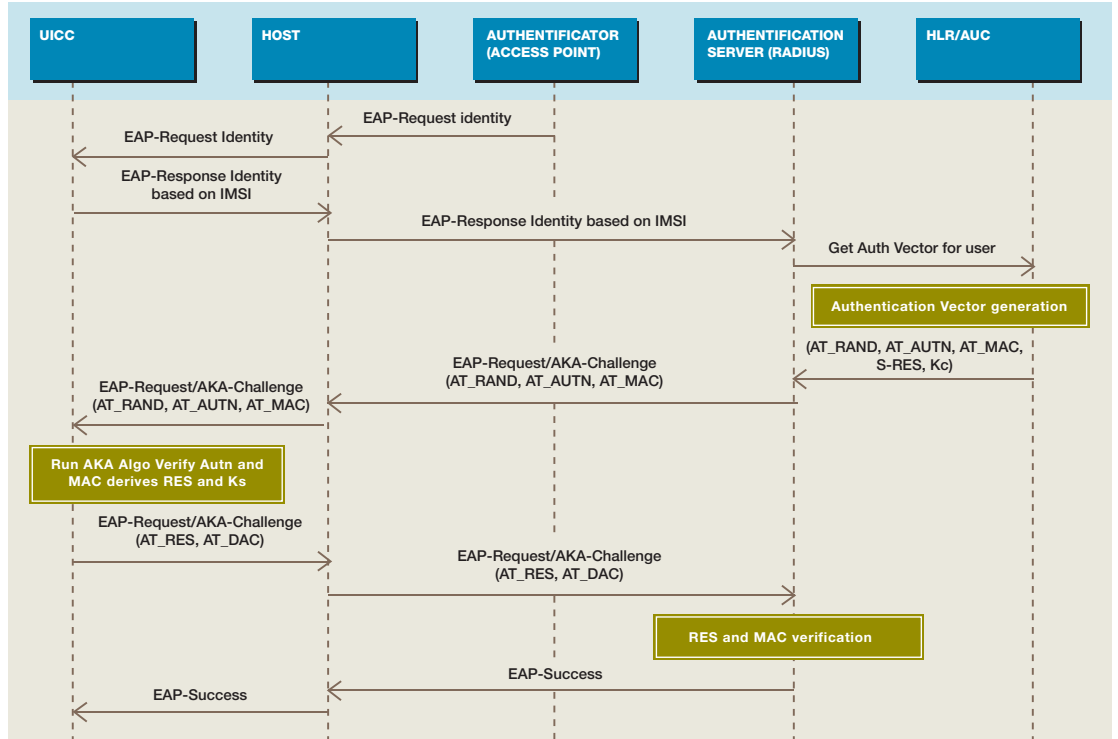 UICC
HOST
AUTHENTIFICATOR
(ACCESS POINT)
AUTHENTIFICATION
SERVER (RADIUS)
HLR/AUC
EAP-Request identity
EAP-Request Identity
EAP-Response Identity
based on IMSI
EAP-Response Identity based on IMSI
Get Auth Vector for user
Authentication Vector generation
(AT_RAND, AT_AUTN, AT_MAC,
S-RES, Kc)
EAP-Request/AKA-Challenge
(AT_RAND, AT_AUTN, AT_MAC)
EAP-Request/AKA-Challenge
(AT_RAND, AT_AUTN, AT_MAC)
Run AKA Algo Verify Autn and
MAC derives RES and Ks
EAP-Request/AKA-Challenge
(AT_RES, AT_DAC)
EAP-Request/AKA-Challenge
(AT_RES, AT_DAC)
RES and MAC verification
EAP-Success
EAP-Success